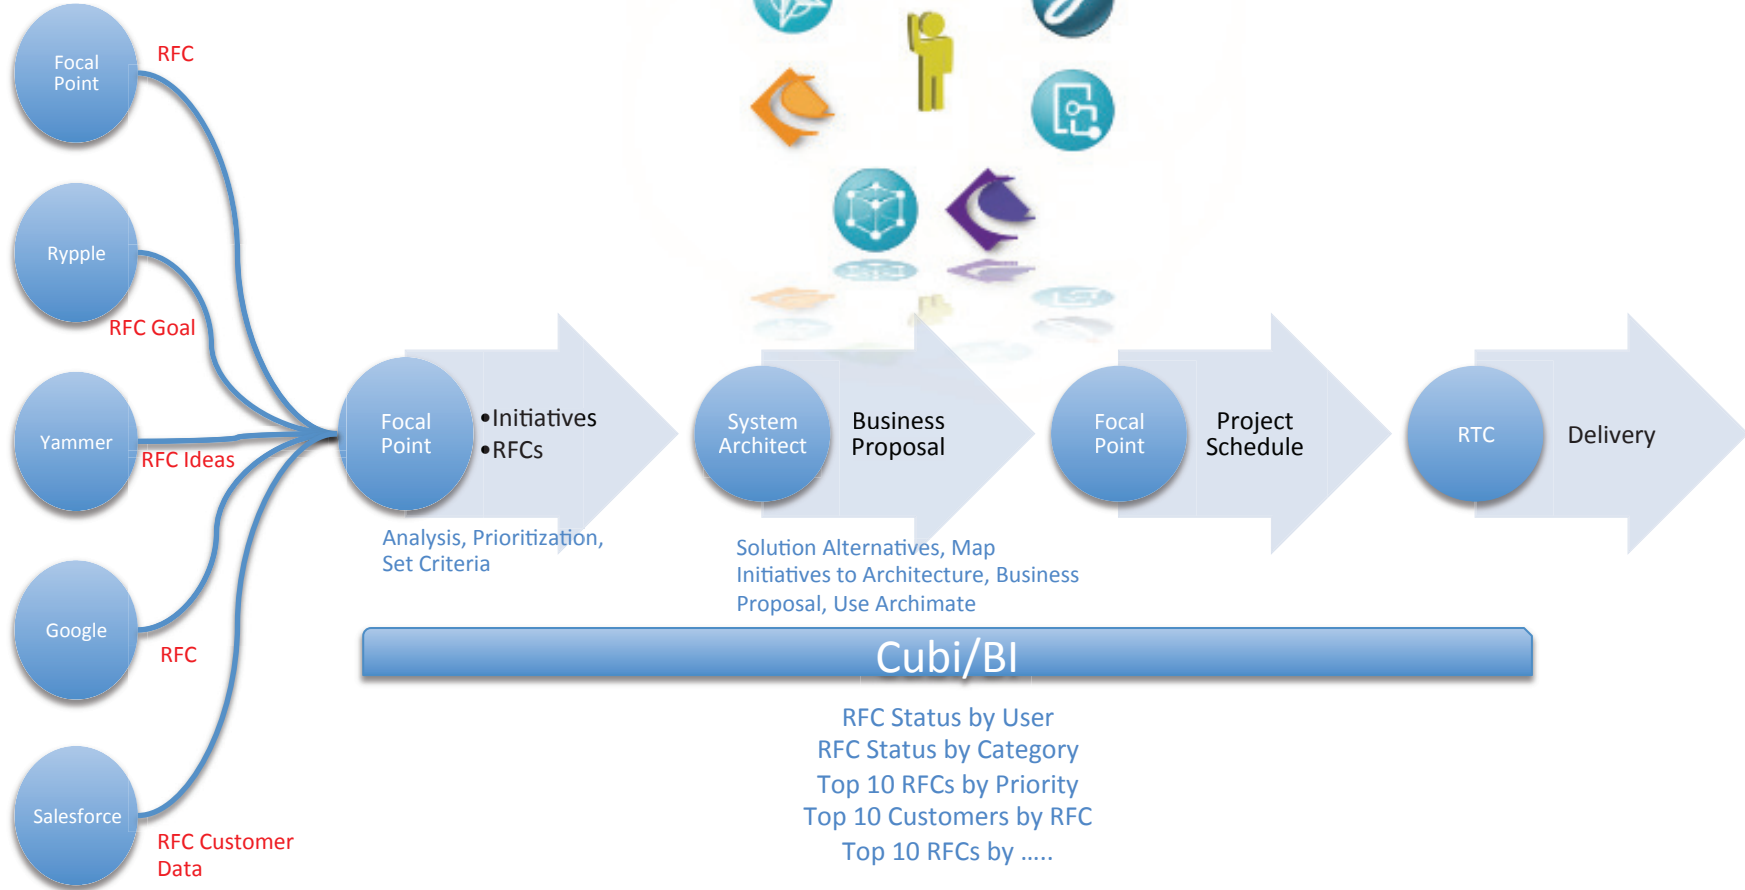 Focal
Point
RFC
Rypple
RFC Goal
Yammer
RFC Ideas
Google
RFC
Salesforce
RFC Customer
Data
Focal
Point
•Initiatives
•RFCs
Analysis, Prioritization,
Set Criteria
System
Architect
Business
Proposal
Solution Alternatives, Map
Initiatives to Architecture, Business
Proposal, Use Archimate
Focal
Point
Project
Schedule
RTC
Delivery
Cubi/BI
RFC Status by User
RFC Status by Category
Top 10 RFCs by Priority
Top 10 Customers by RFC
Top 10 RFCs by .....